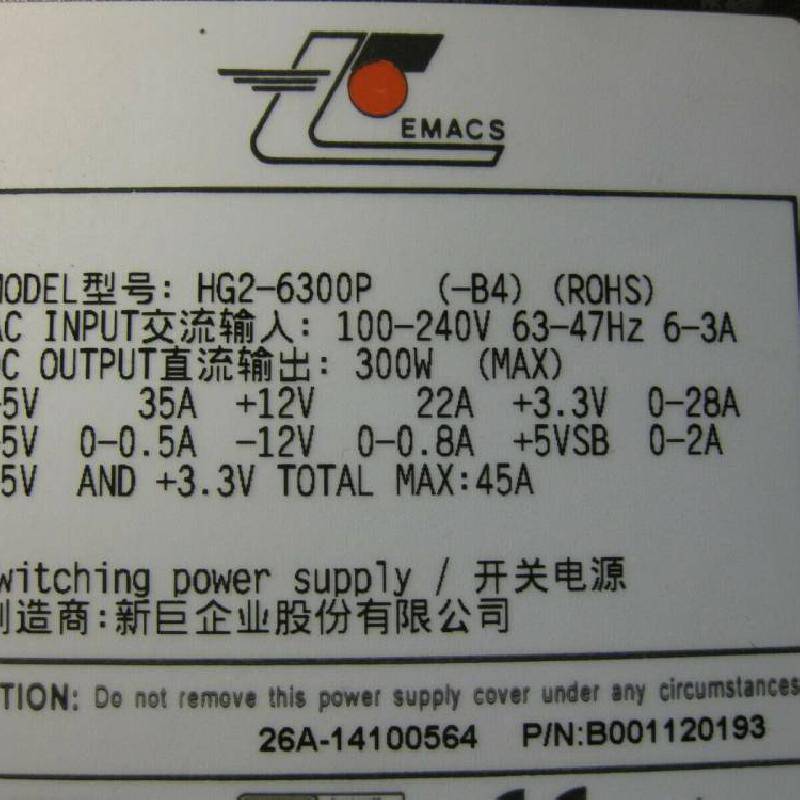 EMACS
MODEL型号: HG2-6300P (-B4) (ROHS)
AC INPUT交流输入: 100-240V 63-47Hz 6-3A
DC OUTPUT直流输出: 300W (MAX)
5V 35A +12V 22A +3.3V 0-28A
5V 0-0.5A -12V 0-0.8A +5VSB 0-2A
5V AND +3.3V TOTAL MAX:45A
witching power supply / 开关电源
制造商:新巨企业股份有限公司
TION: Do not remove this power supply cover under any circumstances
26A-14100564 P/N:B001120193